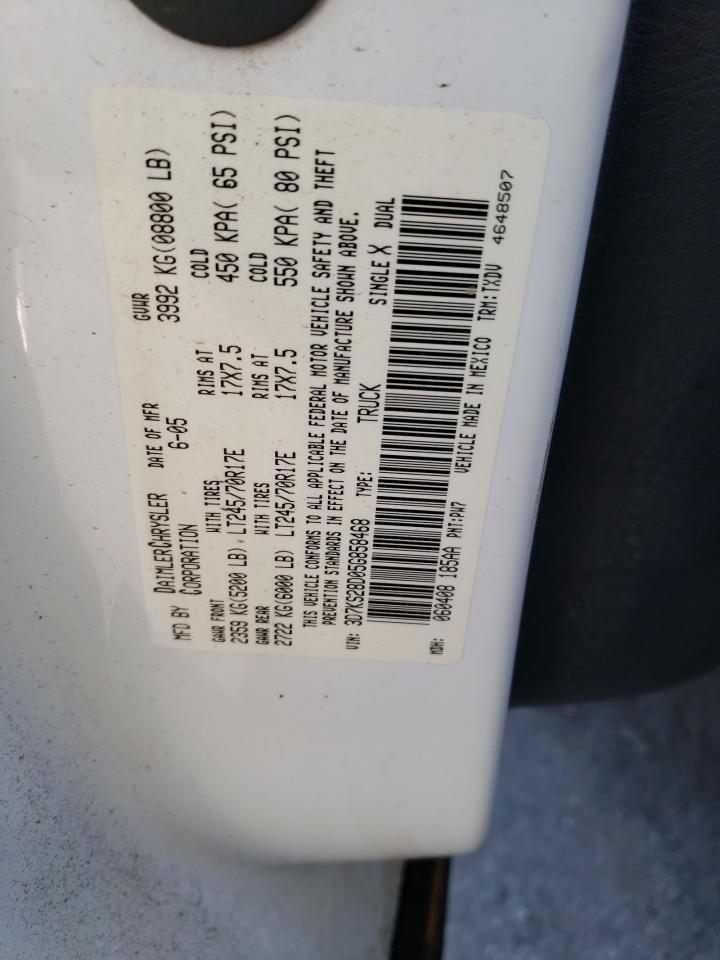 MFD BY DAIMLERCHRYSLER CORPORATION DATE OF MFR 6-05 GVWR 3992 KG(08800 LB)
GAWR FRONT WITH TIRES RIMS AT COLD
2359 KG(5200 LB) LT245/70R17E 17X7.5 450 KPA( 65 PSI)
GAWR REAR WITH TIRES RIMS AT COLD
2722 KG(6000 LB) LT245/70R17E 17X7.5 550 KPA( 80 PSI)
THIS VEHICLE CONFORMS TO ALL APPLICABLE FEDERAL MOTOR VEHICLE SAFETY AND THEFT
PREVENTION STANDARDS IN EFFECT ON THE DATE OF MANUFACTURE SHOWN ABOVE.
VIN: 3D7KS28D05G858468 TYPE: TRUCK SINGLE X DUAL
MDH: 060408 185AA PNT:PW7 VEHICLE MADE IN MEXICO TRM:TXDV 4648507